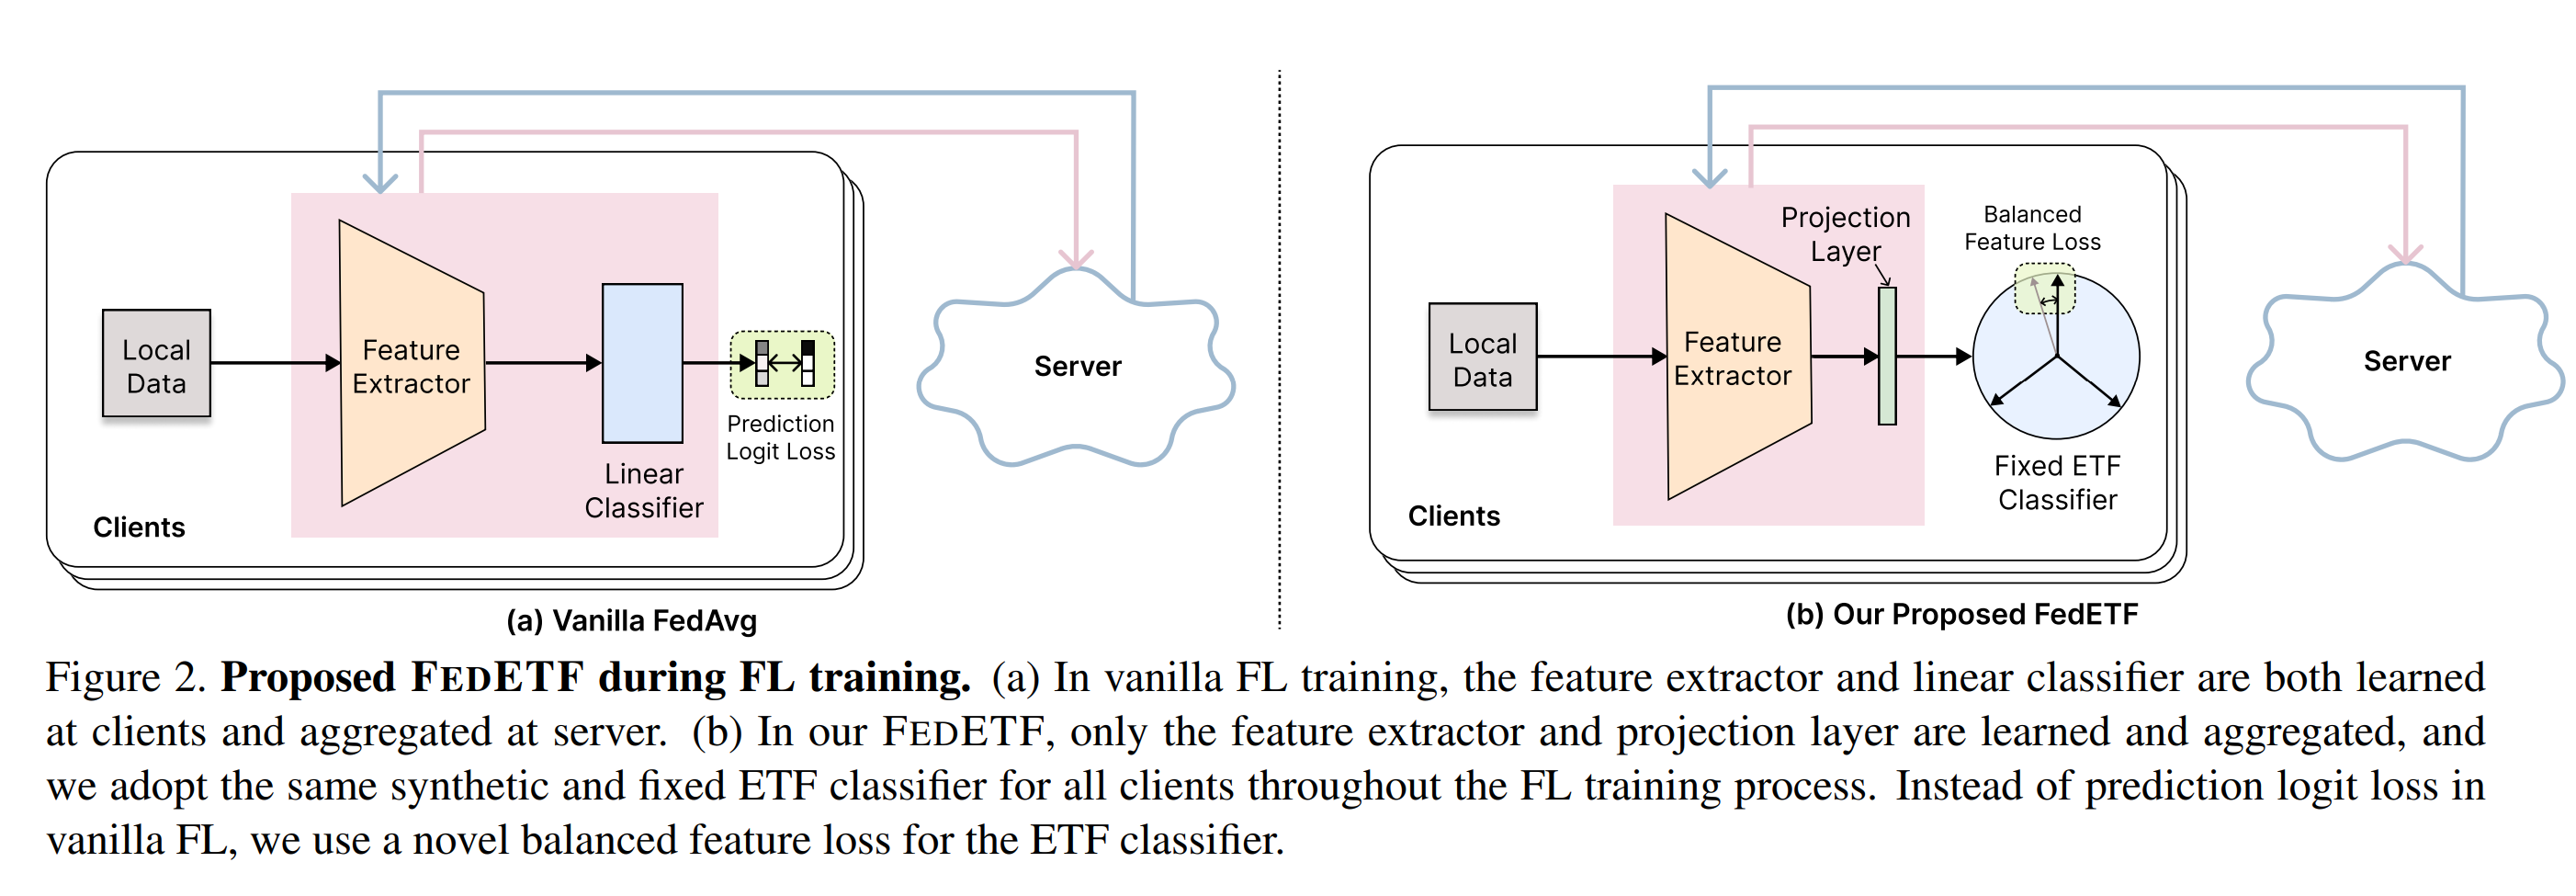 Local
Data
Feature
Extractor
Linear
Classifier
Prediction
Logit Loss
Clients
Server
(a) Vanilla FedAvg
Local
Data
Feature
Extractor
Projection
Layer
Balanced
Feature Loss
Fixed ETF
Classifier
Clients
Server
(b) Our Proposed FedETF
Figure 2. Proposed FEDETF during FL training. (a) In vanilla FL training, the feature extractor and linear classifier are both learned
at clients and aggregated at server. (b) In our FEDETF, only the feature extractor and projection layer are learned and aggregated, and
we adopt the same synthetic and fixed ETF classifier for all clients throughout the FL training process. Instead of prediction logit loss in
vanilla FL, we use a novel balanced feature loss for the ETF classifier.